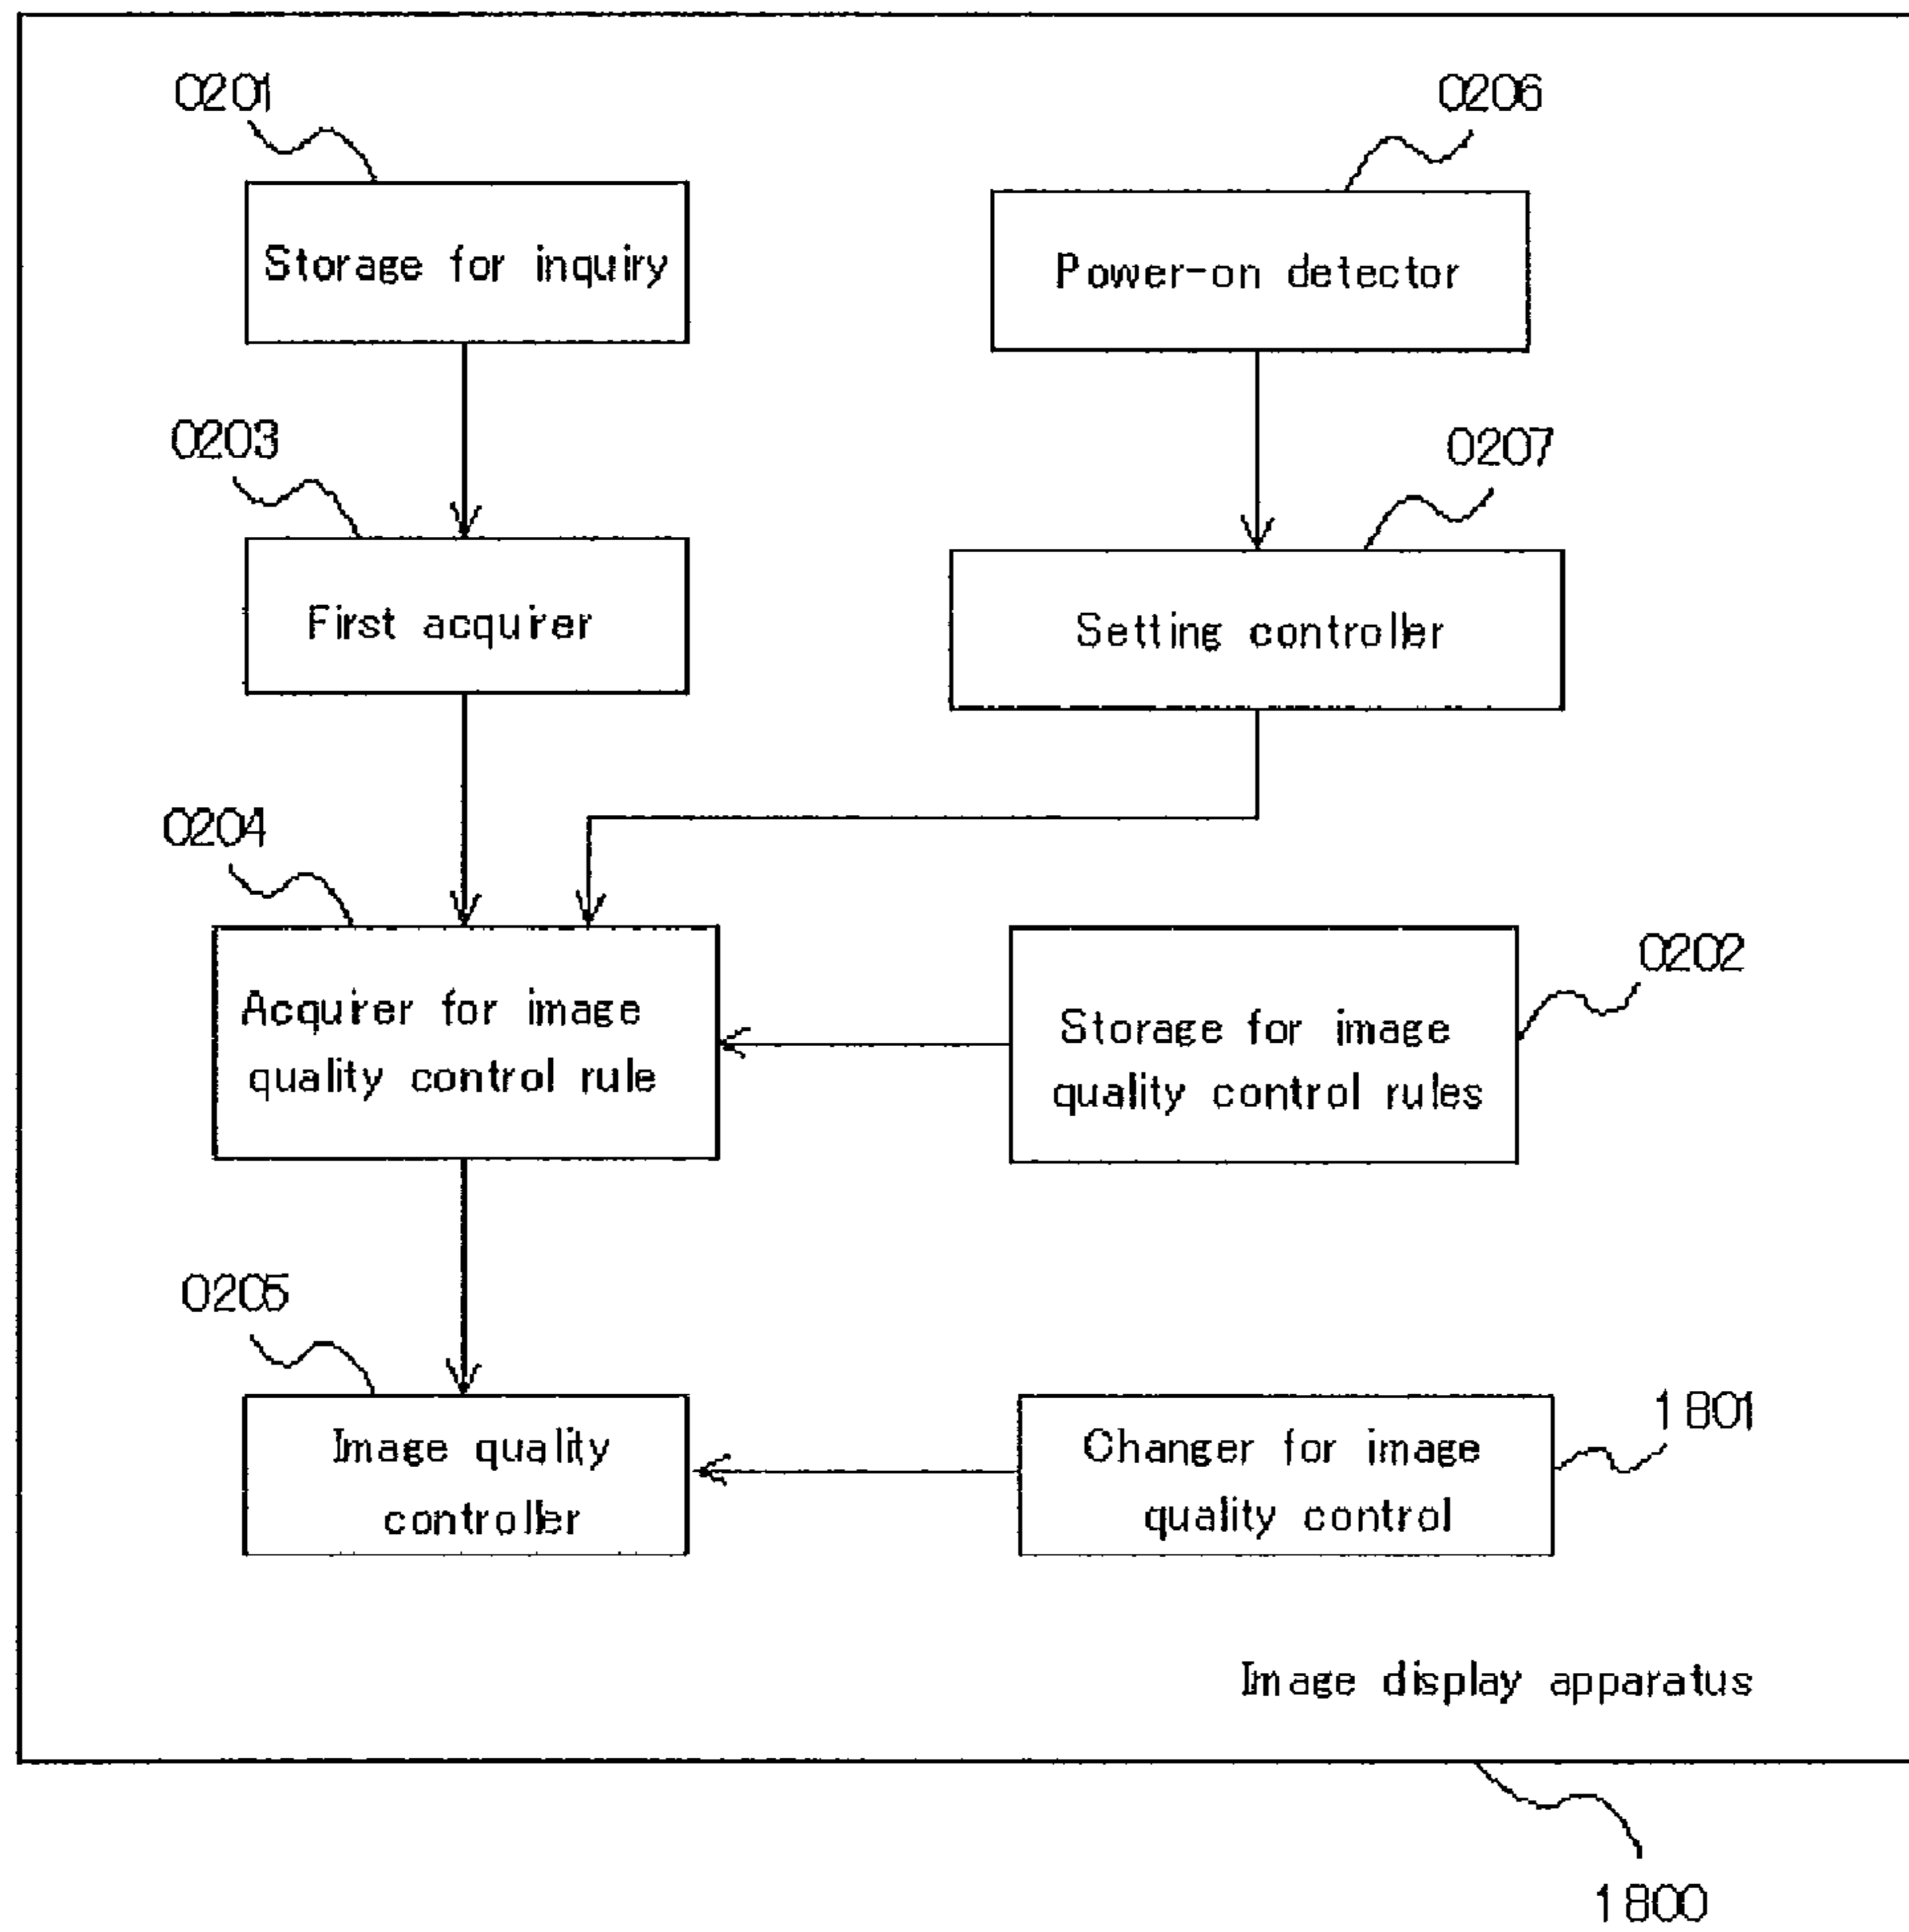 0201
0206
Storage for inquiry
Power-on detector
0203
0207
First acquirer
Setting controller
0204
0202
Acquirer for image
quality control rule
Storage for image
quality control rules
0205
1801
Image quality
controller
Changer for image
quality control
Image display apparatus
1800